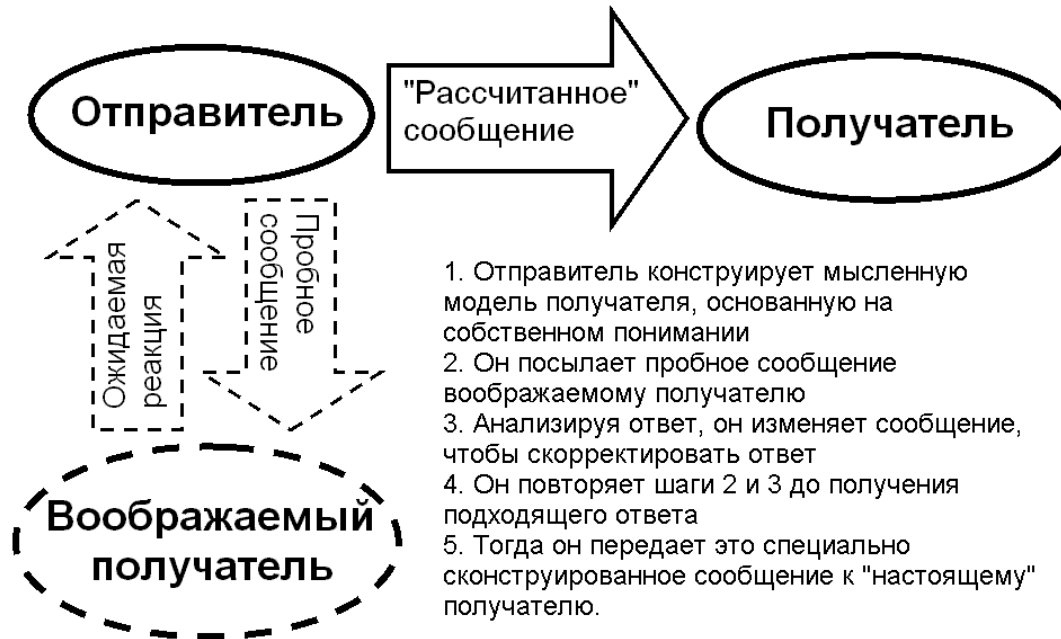 Отправитель
"Рассчитанное"
сообщение
Получатель
Ожидаемая
реакция
Пробное
сообщение
Воображаемый
получатель
1. Отправитель конструирует мысленную
модель получателя, основанную на
собственном понимании
2. Он посылает пробное сообщение
воображаемому получателю
3. Анализируя ответ, он изменяет сообщение,
чтобы скорректировать ответ
4. Он повторяет шаги 2 и 3 до получения
подходящего ответа
5. Тогда он передает это специально
сконструированное сообщение к "настоящему"
получателю.